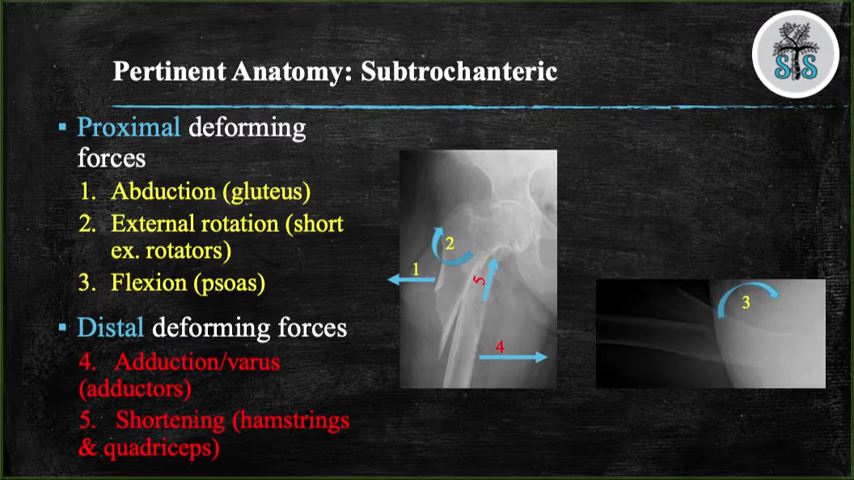 Pertinent Anatomy: Subtrochanteric
STS
▪ Proximal deforming
forces
1. Abduction (gluteus)
2. External rotation (short
ex. rotators)
3. Flexion (psoas)
▪ Distal deforming forces
4. Adduction/varus
(adductors)
5. Shortening (hamstrings
& quadriceps)
2
1
5
4
3